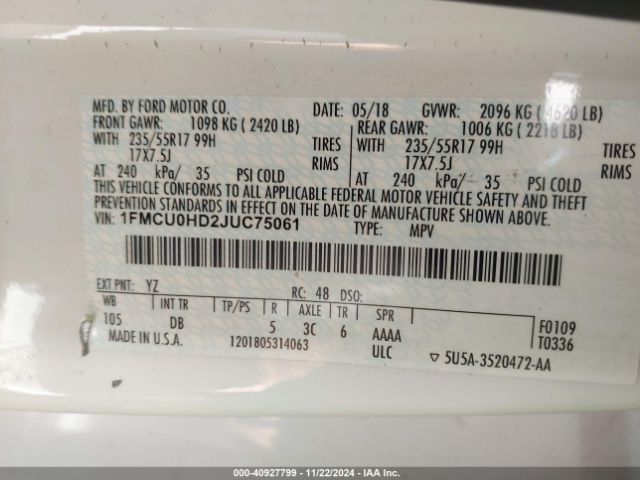 MFD. BY FORD MOTOR CO. DATE: 05/18 GVWR: 2096 KG ( 4620 LB)
FRONT GAWR: 1098 KG ( 2420 LB) REAR GAWR: 1006 KG ( 2218 LB)
WITH 235/55R17 99H TIRES WITH 235/55R17 99H TIRES
17X7.5J RIMS 17X7.5J RIMS
AT 240 kPa/ 35 PSI COLD AT 240 kPa/ 35 PSI COLD
THIS VEHICLE CONFORMS TO ALL APPLICABLE FEDERAL MOTOR VEHICLE SAFETY AND THEFT
PREVENTION STANDARDS IN EFFECT ON THE DATE OF MANUFACTURE SHOWN ABOVE.
VIN: 1FMCU0HD2JUC75061 TYPE: MPV
EXT PNT: YZ RC: 48 DSO:
WB INT TR TP/PS R AXLE TR SPR F0109
105 DB 5 3C 6 AAAA T0336
MADE IN U.S.A. 1201805314063 ULC ▽ 5U5A-3520472-AA
000-40927799 - 11/22/2024 - IAA Holdings, LLC.